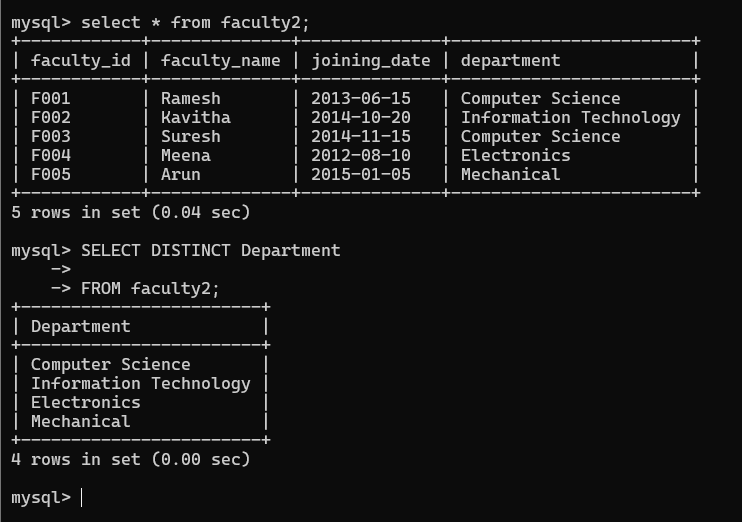 mysql> select * from faculty2;
+------------+--------------+--------------+------------------------+
| faculty_id | faculty_name | joining_date | department             |
+------------+--------------+--------------+------------------------+
| F001       | Ramesh       | 2013-06-15   | Computer Science       |
| F002       | Kavitha      | 2014-10-20   | Information Technology |
| F003       | Suresh       | 2014-11-15   | Computer Science       |
| F004       | Meena        | 2012-08-10   | Electronics            |
| F005       | Arun         | 2015-01-05   | Mechanical             |
+------------+--------------+--------------+------------------------+
5 rows in set (0.04 sec)

mysql> SELECT DISTINCT Department
    ->
    -> FROM faculty2;
+------------------------+
| Department             |
+------------------------+
| Computer Science       |
| Information Technology |
| Electronics            |
| Mechanical             |
+------------------------+
4 rows in set (0.00 sec)

mysql>